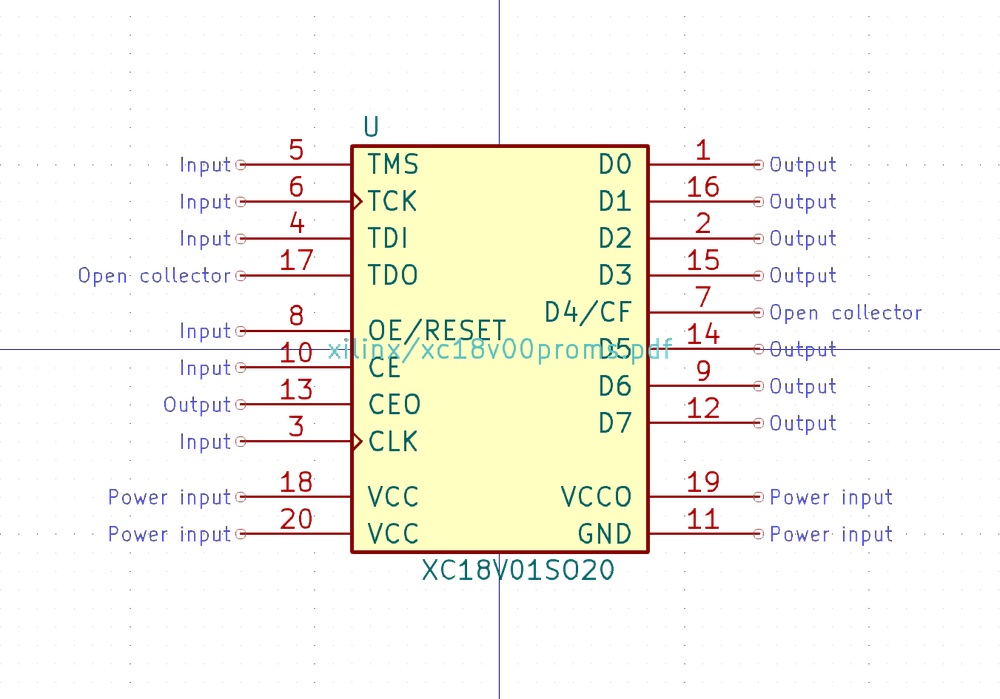 U
Input 5 TMS D0 1 Output
Input 6 TCK D1 16 Output
Input 4 TDI D2 2 Output
Open collector 17 TDO D3 15 Output
D4/CF 7 Open collector
Input 8 OE/RESET
xilinx/xc18v00proms.pdf
D5 14 Output
Input 10 CE
D6 9 Output
Output 13 CEO
D7 12 Output
Input 3 CLK
Power input 18 VCC VCCO 19 Power input
Power input 20 VCC GND 11 Power input
XC18V01SO20